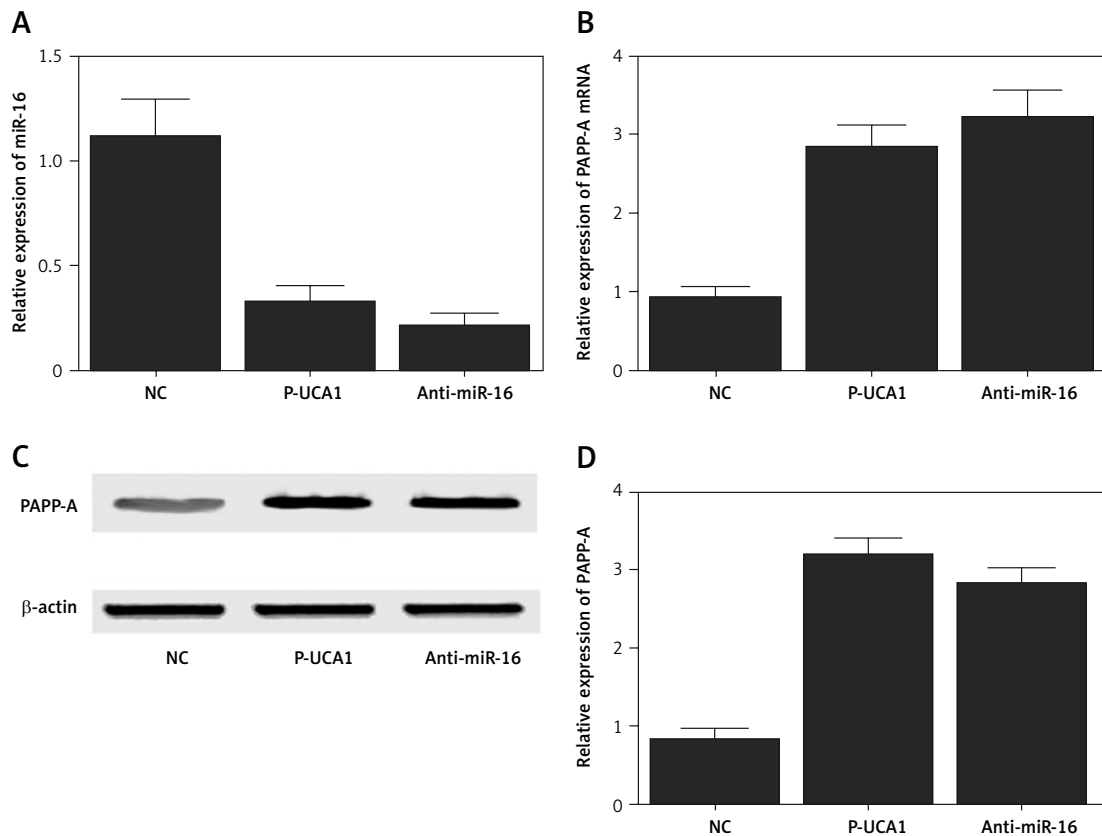 A
Relative expression of miR-16
1.5
1.0
0.5
0
NC P-UCA1 Anti-miR-16
B
Relative expression of PAPP-A mRNA
4
3
2
1
0
NC P-UCA1 Anti-miR-16
C
PAPP-A
β-actin
NC P-UCA1 Anti-miR-16
D
Relative expression of PAPP-A
4
3
2
1
0
NC P-UCA1 Anti-miR-16